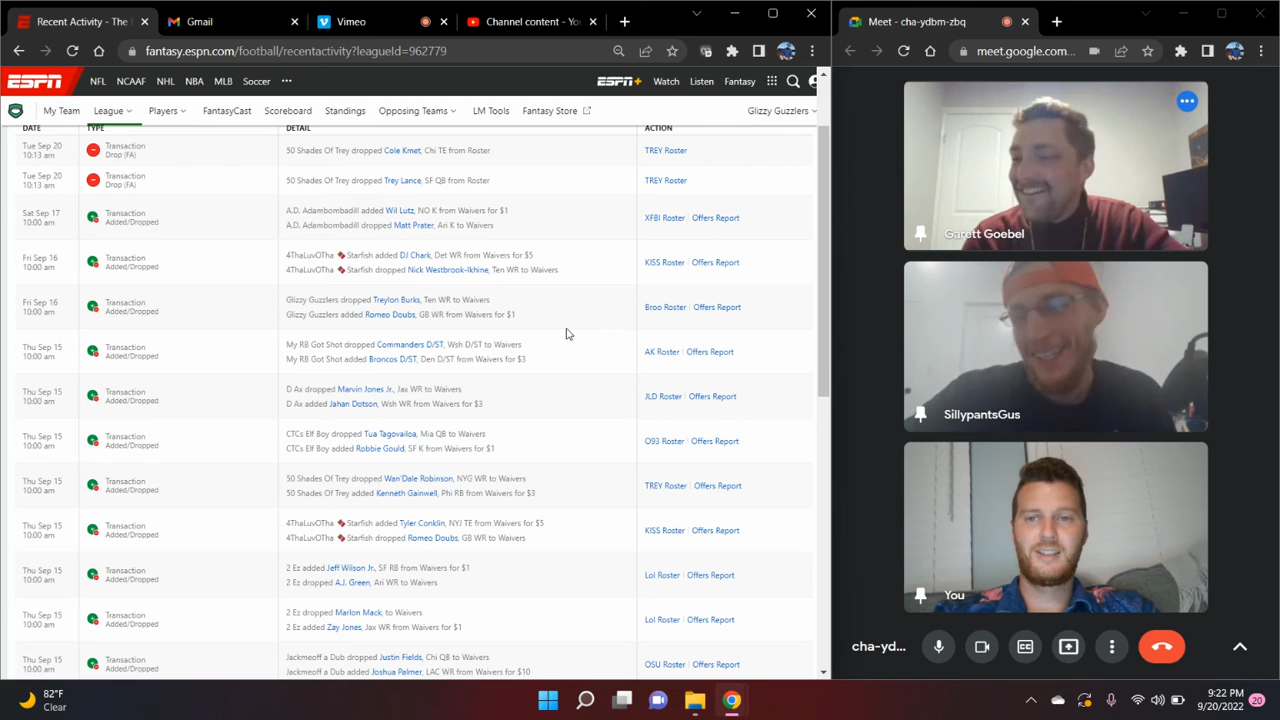 Recent Activity - The
Gmail
Vimeo
Channel content - You
Meet - cha-ydbm-zbq
fantasy.espn.com/football/recentactivity?leagueId=962779
meet.google.com...
ESPN
NFL NCAAF NHL NBA MLB Soccer
ESPN+ Watch Listen Fantasy
My Team League Players FantasyCast Scoreboard Standings Opposing Teams LM Tools Fantasy Store Glizzy Guzzlers
DATE TYPE DETAIL ACTION
Tue Sep 20
10:13 am
Transaction
Drop (FA)
50 Shades Of Trey dropped Cole Kmet, Chi TE from Roster
TREY Roster
Tue Sep 20
10:13 am
Transaction
Drop (FA)
50 Shades Of Trey dropped Trey Lance, SF QB from Roster
TREY Roster
Sat Sep 17
10:00 am
Transaction
Added/Dropped
A.D. Adambombadill added Wil Lutz, NO K from Waivers for $1
A.D. Adambombadill dropped Matt Prater, Ari K to Waivers
XFBI Roster | Offers Report
Fri Sep 16
10:00 am
Transaction
Added/Dropped
4ThaLuvOTha 🍫Starfish added DJ Chark, Det WR from Waivers for $5
4ThaLuvOTha 🍫Starfish dropped Nick Westbrook-Ikhine, Ten WR to Waivers
KISS Roster | Offers Report
Fri Sep 16
10:00 am
Transaction
Added/Dropped
Glizzy Guzzlers dropped Treylon Burks, Ten WR to Waivers
Glizzy Guzzlers added Romeo Doubs, GB WR from Waivers for $1
Broo Roster | Offers Report
Thu Sep 15
10:00 am
Transaction
Added/Dropped
My RB Got Shot dropped Commanders D/ST, Wsh D/ST to Waivers
My RB Got Shot added Broncos D/ST, Den D/ST from Waivers for $3
AK Roster | Offers Report
Thu Sep 15
10:00 am
Transaction
Added/Dropped
D Ax dropped Marvin Jones Jr., Jax WR to Waivers
D Ax added Jahan Dotson, Wsh WR from Waivers for $3
JLD Roster | Offers Report
Thu Sep 15
10:00 am
Transaction
Added/Dropped
CTCs Elf Boy dropped Tua Tagovailoa, Mia QB to Waivers
CTCs Elf Boy added Robbie Gould, SF K from Waivers for $1
O93 Roster | Offers Report
Thu Sep 15
10:00 am
Transaction
Added/Dropped
50 Shades Of Trey dropped Wan'Dale Robinson, NYG WR to Waivers
50 Shades Of Trey added Kenneth Gainwell, Phi RB from Waivers for $3
TREY Roster | Offers Report
Thu Sep 15
10:00 am
Transaction
Added/Dropped
4ThaLuvOTha 🍫Starfish added Tyler Conklin, NYJ TE from Waivers for $5
4ThaLuvOTha 🍫Starfish dropped Romeo Doubs, GB WR to Waivers
KISS Roster | Offers Report
Thu Sep 15
10:00 am
Transaction
Added/Dropped
2 Ez added Jeff Wilson Jr., SF RB from Waivers for $1
2 Ez dropped A.J. Green, Ari WR to Waivers
Lol Roster | Offers Report
Thu Sep 15
10:00 am
Transaction
Added/Dropped
2 Ez dropped Marlon Mack, to Waivers
2 Ez added Zay Jones, Jax WR from Waivers for $1
Lol Roster | Offers Report
Thu Sep 15
10:00 am
Transaction
Added/Dropped
Jackmeoff a Dub dropped Justin Fields, Chi QB to Waivers
Jackmeoff a Dub added Joshua Palmer, LAC WR from Waivers for $10
OSU Roster | Offers Report
Garett Goebel
SillypantsGus
You
cha-yd...
82°F
Clear
9:22 PM
9/20/2022
20